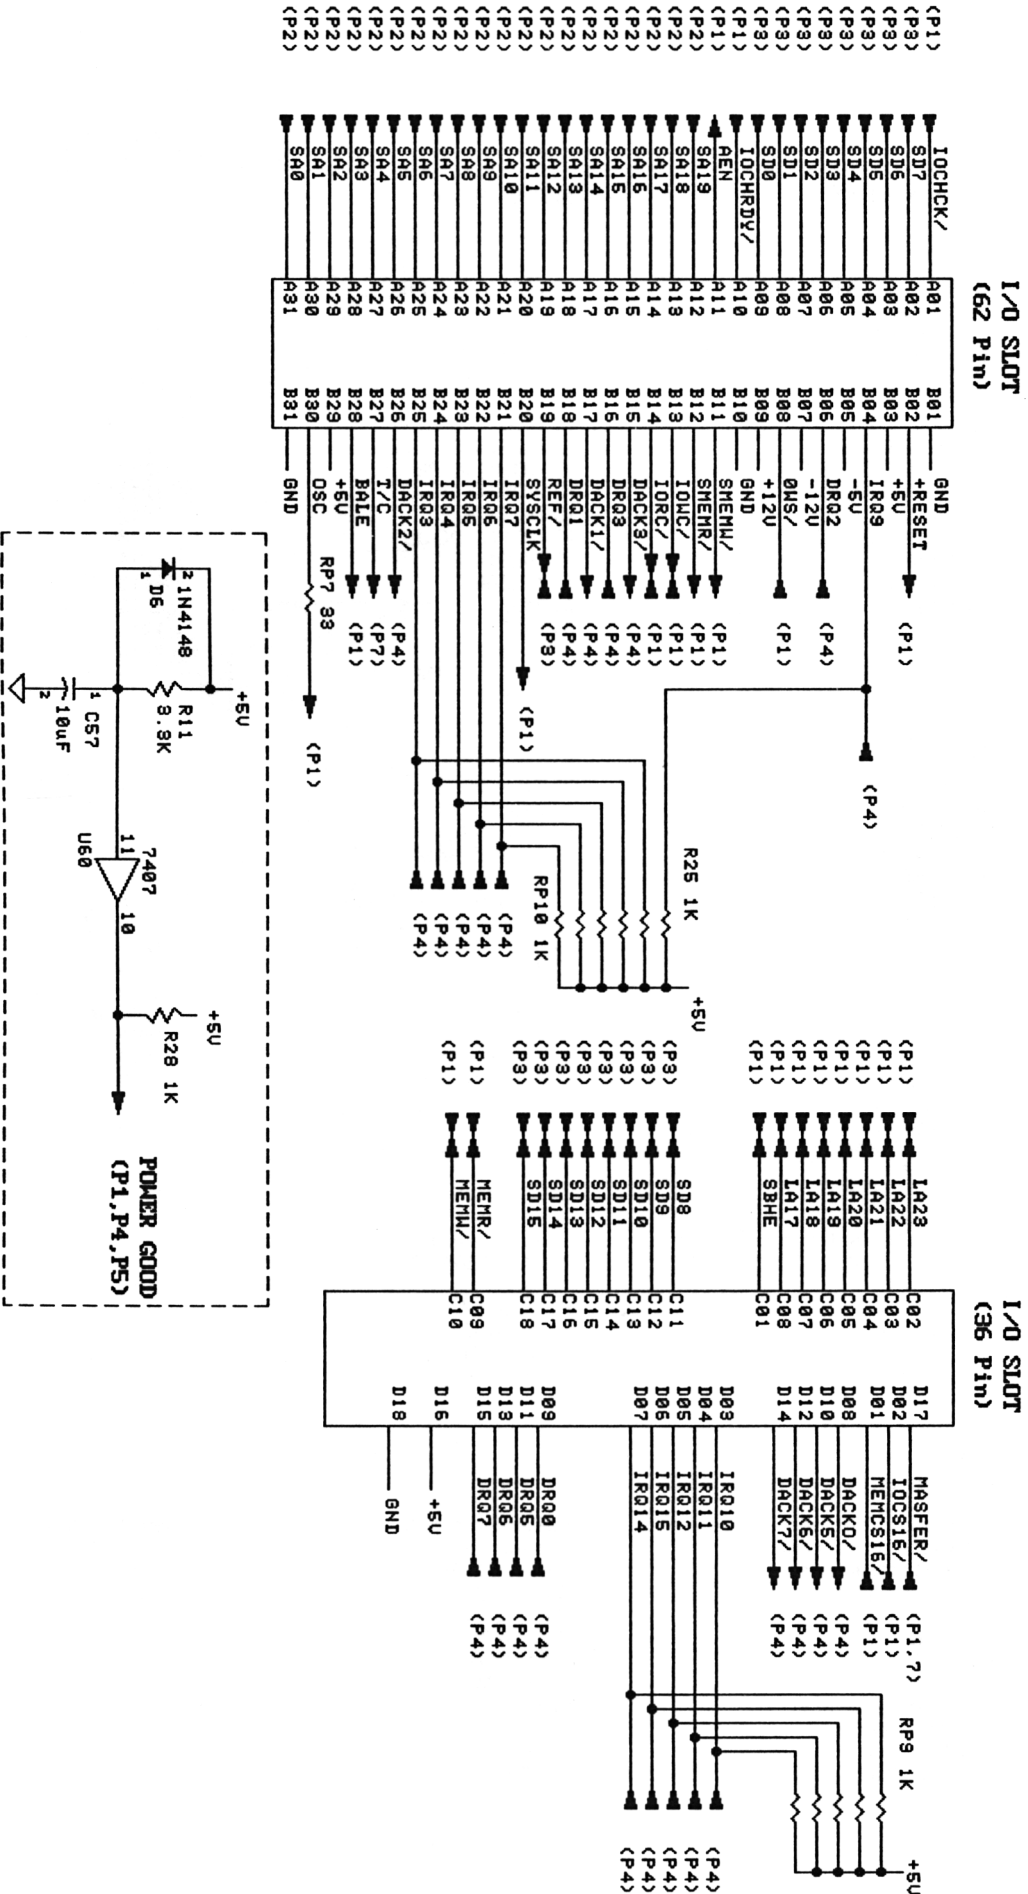 I/O SLOT
(62 Pin)
(P1) IOCHCK/ A01 B01 GND
(P3) SD7 A02 B02 +RESET (P1)
(P3) SD6 A03 B03 +5V
(P3) SD5 A04 B04 IRQ9 (P4)
(P3) SD4 A05 B05 -5V
(P3) SD3 A06 B06 DRQ2 (P4)
(P3) SD2 A07 B07 -12V
(P3) SD1 A08 B08 0WS/ (P1)
(P3) SD0 A09 B09 +12V
(P1) IOCHRDY/ A10 B10 GND
(P1) AEN A11 B11 SMEMW/ (P1)
(P2) SA19 A12 B12 SMEMR/ (P1)
(P2) SA18 A13 B13 IOWC/ (P1)
(P2) SA17 A14 B14 IORC/ (P1)
(P2) SA16 A15 B15 DACK3/ (P4)
(P2) SA15 A16 B16 DRQ3 (P4)
(P2) SA14 A17 B17 DACK1/ (P4)
(P2) SA13 A18 B18 DRQ1 (P4)
(P2) SA12 A19 B19 REF/ (P3)
(P2) SA11 A20 B20 SYSCLK (P1)
(P2) SA10 A21 B21 IRQ7 (P4)
(P2) SA9 A22 B22 IRQ6 (P4)
(P2) SA8 A23 B23 IRQ5 (P4)
(P2) SA7 A24 B24 IRQ4 (P4)
(P2) SA6 A25 B25 IRQ3 (P4)
(P2) SA5 A26 B26 DACK2/ (P4)
(P2) SA4 A27 B27 T/C (P7)
(P2) SA3 A28 B28 BALE (P1)
(P2) SA2 A29 B29 +5V
(P2) SA1 A30 B30 OSC RP7 33 (P1)
(P2) SA0 A31 B31 GND
R25 1K
RP10 1K
+5V
I/O SLOT
(36 Pin)
(P1) LA23 C02 D17 MASFER/ (P1,7)
(P1) LA22 C03 D02 IOCS16/ (P1)
(P1) LA21 C04 D01 MEMCS16/ (P1)
(P1) LA20 C05 D08 DACKO/ (P4)
(P1) LA19 C06 D10 DACK5/ (P4)
(P1) LA18 C07 D12 DACK6/ (P4)
(P1) LA17 C08 D14 DACK7/ (P4)
(P1) SBHE C01
(P3) SD8 C11 D03 IRQ10 (P4)
(P3) SD9 C12 D04 IRQ11 (P4)
(P3) SD10 C13 D05 IRQ12 (P4)
(P3) SD11 C14 D06 IRQ15 (P4)
(P3) SD12 C15 D07 IRQ14 (P4)
(P3) SD13 C16
(P3) SD14 C17 D09 DRQ0 (P4)
(P3) SD15 C18 D11 DRQ5 (P4)
D13 DRQ6 (P4)
(P1) MEMR/ C09 D15 DRQ7 (P4)
(P1) MEMW/ C10
D16 +5V
D18 GND
RP9 1K
+5V
+5V
1N4148
2
1
D6
R11
3.3K
1
C57
2
10uF
7407
11 10
U60
+5V
R28 1K
POWER GOOD
(P1,P4,P5)